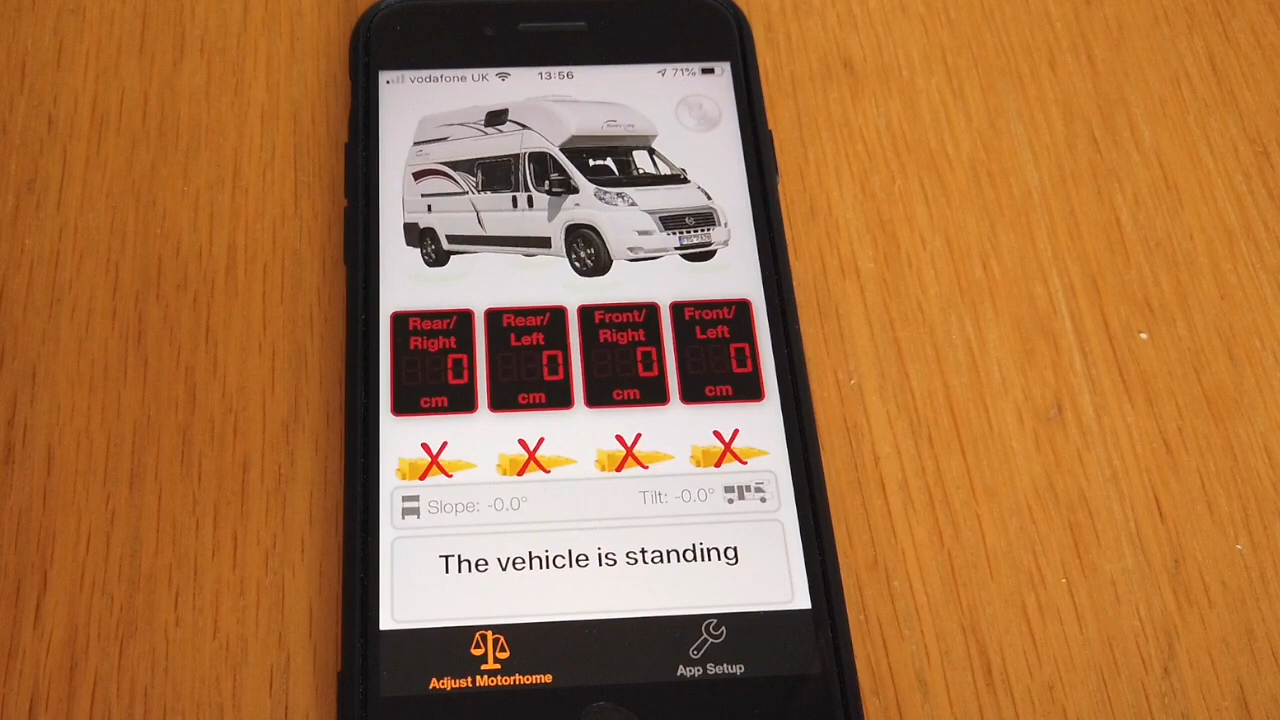 vodafone UK 13:56 71%
Rear/
Right
0
cm
Rear/
Left
0
cm
Front/
Right
0
cm
Front/
Left
0
cm
X X X X
Slope: -0.0° Tilt: -0.0°
The vehicle is standing
Adjust Motorhome
App Setup